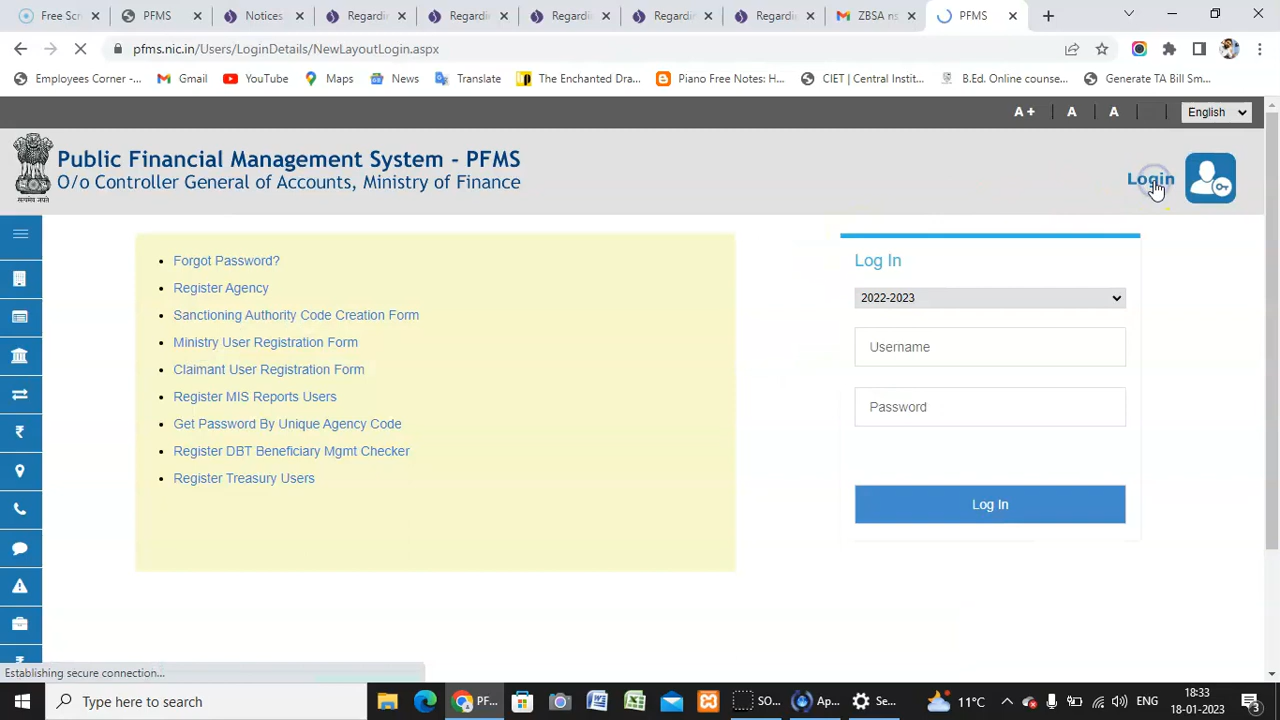 Free Scr
PFMS
Notices
Regardi
Regardi
Regardi
Regardi
Regardi
ZBSA ns
PFMS
pfms.nic.in/Users/LoginDetails/NewLayoutLogin.aspx
Employees Corner -...
Gmail
YouTube
Maps
News
Translate
The Enchanted Dra...
Piano Free Notes: H...
CIET | Central Instit...
B.Ed. Online counse...
Generate TA Bill Sm...
A +
A
A
English
Public Financial Management System - PFMS
O/o Controller General of Accounts, Ministry of Finance
Login
Forgot Password?
Register Agency
Sanctioning Authority Code Creation Form
Ministry User Registration Form
Claimant User Registration Form
Register MIS Reports Users
Get Password By Unique Agency Code
Register DBT Beneficiary Mgmt Checker
Register Treasury Users
Log In
2022-2023
Username
Password
Log In
Establishing secure connection...
Type here to search
PF...
SO...
Ap...
Se...
11°C
ENG
18:33
18-01-2023
3